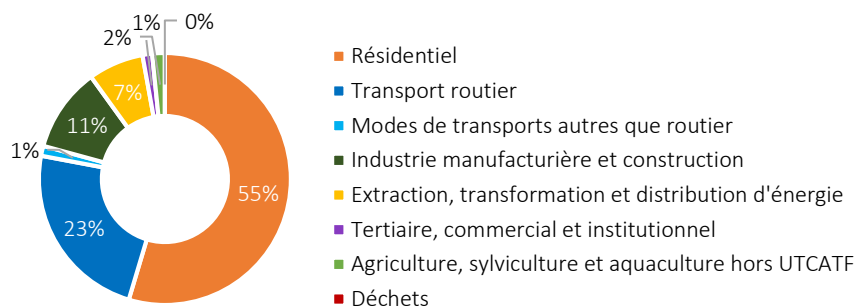 1%
0%
2%
7%
11%
1%
23%
55%
Résidentiel
Transport routier
Modes de transports autres que routier
Industrie manufacturière et construction
Extraction, transformation et distribution d'énergie
Tertiaire, commercial et institutionnel
Agriculture, sylviculture et aquaculture hors UTCATF
Déchets